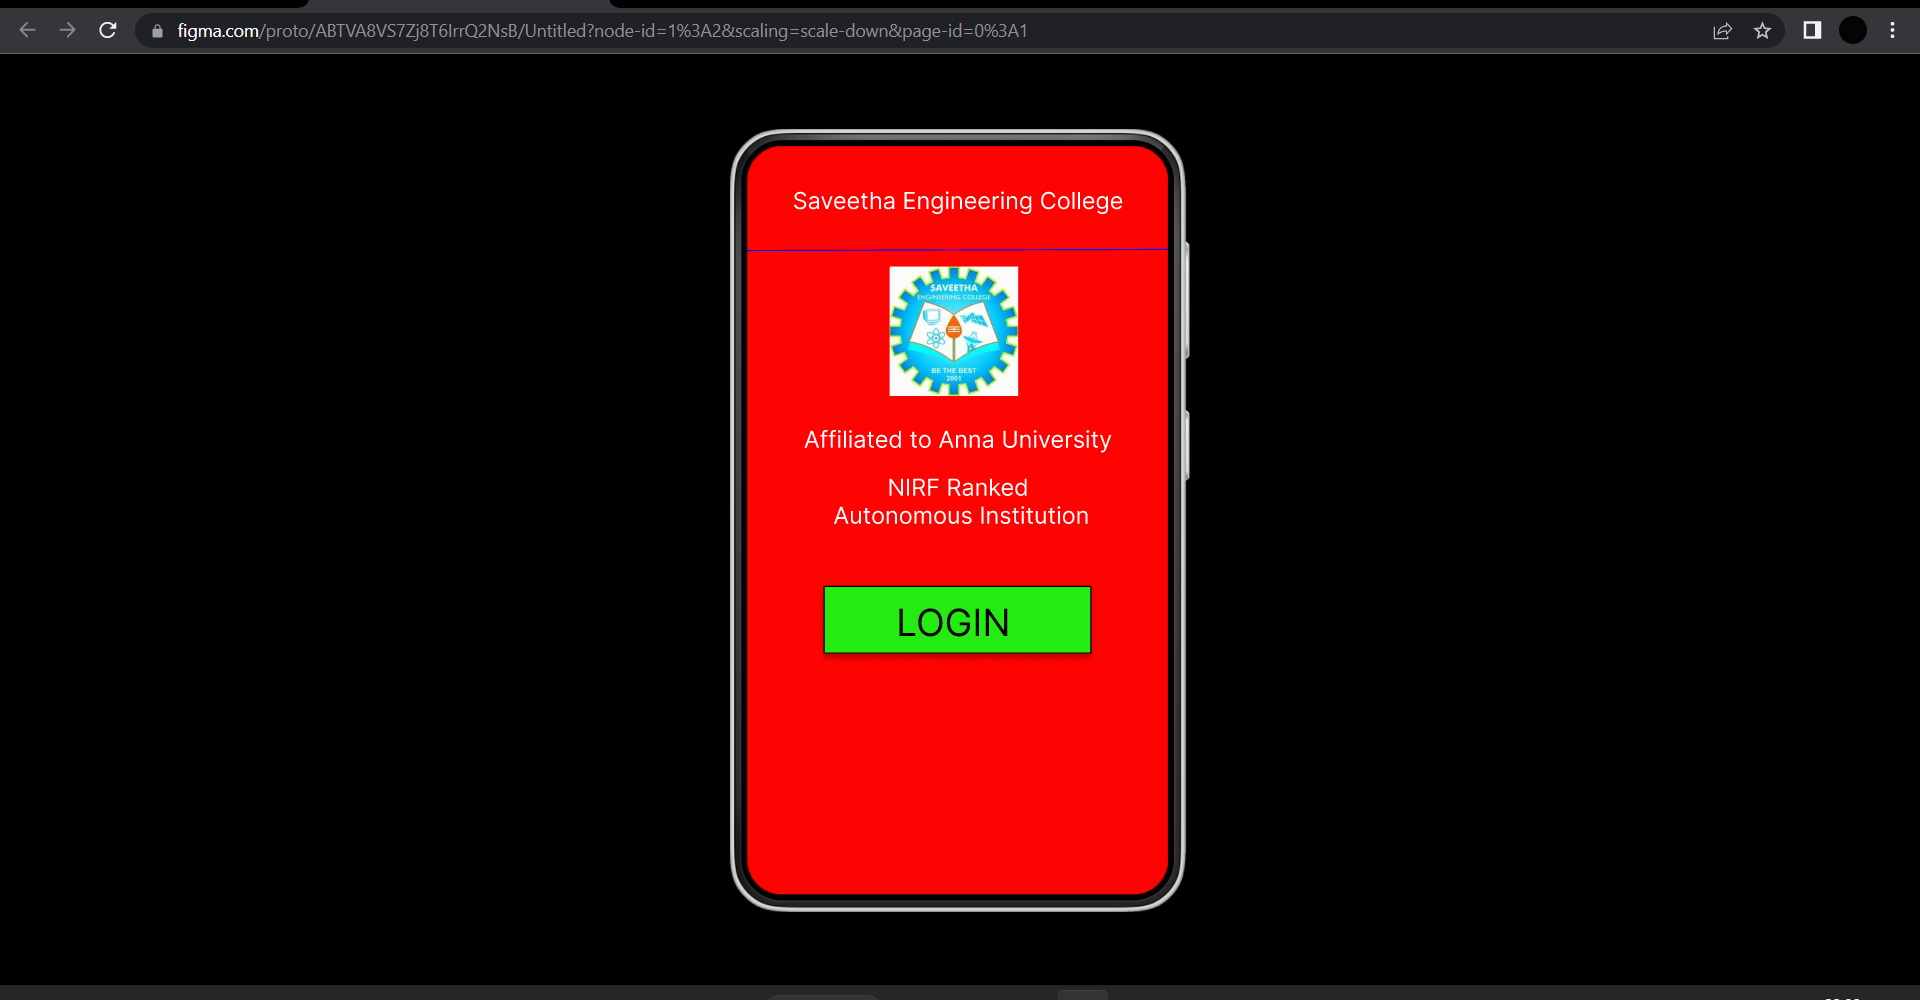 figma.com/proto/ABTVA8VS7Zj8T6IrrQ2NsB/Untitled?node-id=1%3A2&scaling=scale-down&page-id=0%3A1
Saveetha Engineering College
SAVEETHA
ENGINEERING COLLEGE
BE THE BEST
2001
Affiliated to Anna University
NIRF Ranked
Autonomous Institution
LOGIN